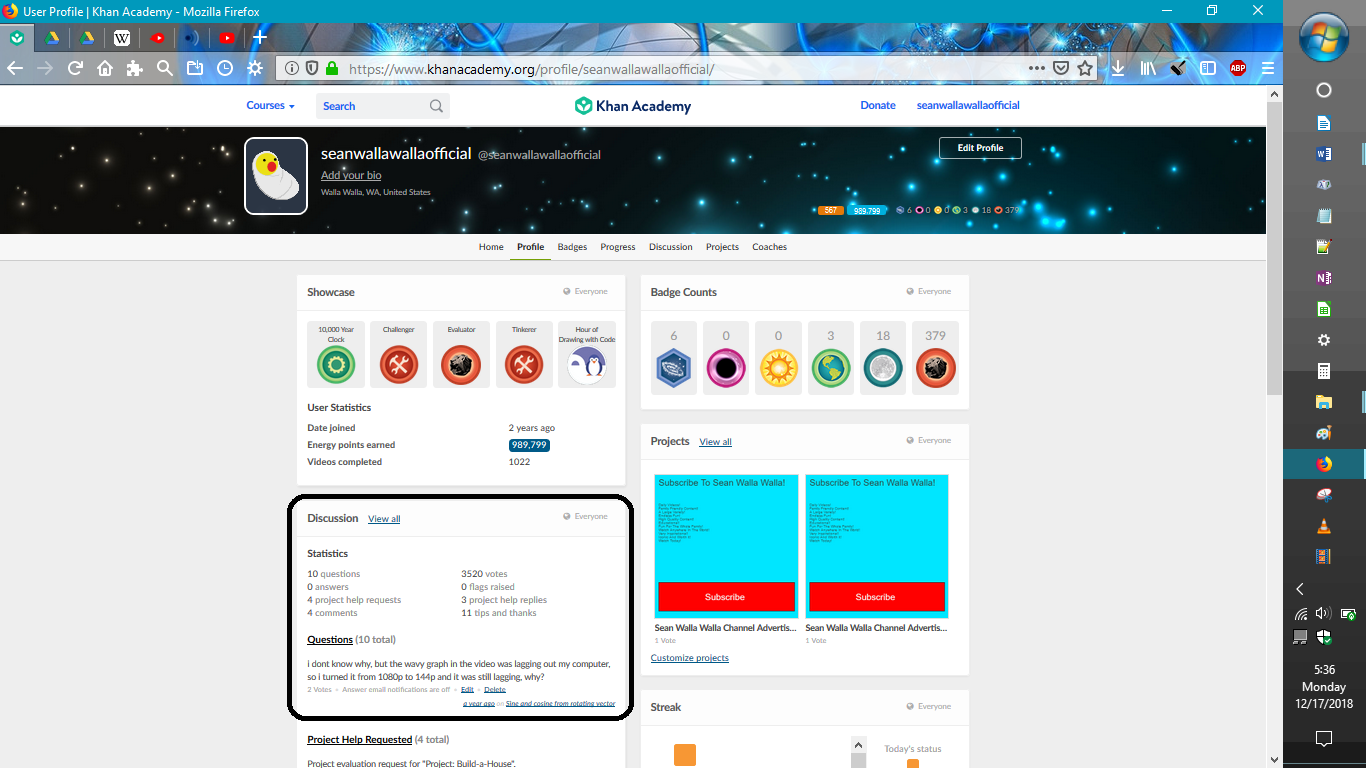 User Profile | Khan Academy - Mozilla Firefox
https://www.khanacademy.org/profile/seanwallawallaofficial/
ABP
Courses
Search
Khan Academy
Donate
seanwallawallaofficial
seanwallawallaofficial @seanwallawallaofficial
Add your bio
Walla Walla, WA, United States
Edit Profile
567 989,799 6 0 0 3 18 379
Home Profile Badges Progress Discussion Projects Coaches
Showcase
Everyone
10,000 Year Clock
Challenger
Evaluator
Tinkerer
Hour of Drawing with Code
User Statistics
Date joined 2 years ago
Energy points earned 989,799
Videos completed 1022
Badge Counts
Everyone
6 0 0 3 18 379
Discussion View all
Everyone
Statistics
10 questions 3520 votes
0 answers 0 flags raised
4 project help requests 3 project help replies
4 comments 11 tips and thanks
Questions (10 total)
i dont know why, but the wavy graph in the video was lagging out my computer,
so i turned it from 1080p to 144p and it was still lagging, why?
2 Votes • Answer email notifications are off • Edit • Delete
a year ago on Sine and cosine from rotating vector
Project Help Requested (4 total)
Project evaluation request for "Project: Build-a-House".
Projects View all
Everyone
Subscribe To Sean Walla Walla!
Subscribe
Sean Walla Walla Channel Advertis...
1 Vote
Subscribe To Sean Walla Walla!
Subscribe
Sean Walla Walla Channel Advertis...
1 Vote
Customize projects
Streak
Everyone
Today's status
5:36
Monday
12/17/2018